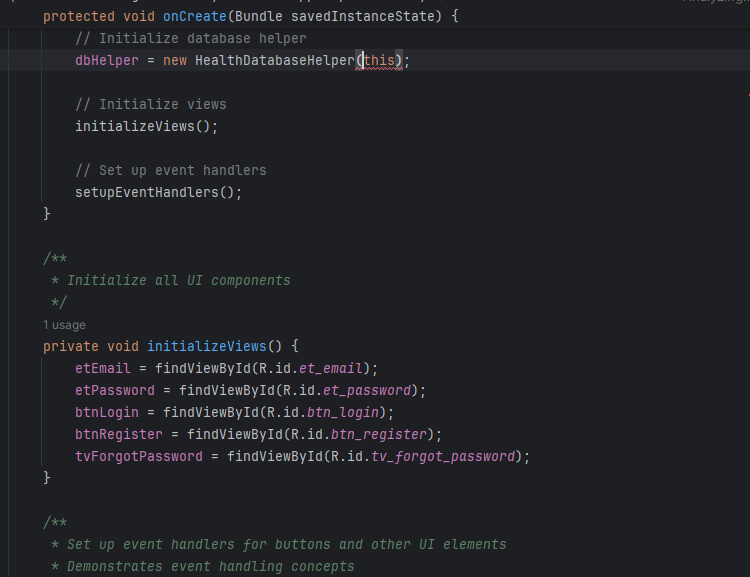 protected void onCreate(Bundle savedInstanceState) {
// Initialize database helper
dbHelper = new HealthDatabaseHelper(this);
// Initialize views
initializeViews();
// Set up event handlers
setupEventHandlers();
}
/**
* Initialize all UI components
*/
1 usage
private void initializeViews() {
etEmail = findViewById(R.id.et_email);
etPassword = findViewById(R.id.et_password);
btnLogin = findViewById(R.id.btn_login);
btnRegister = findViewById(R.id.btn_register);
tvForgotPassword = findViewById(R.id.tv_forgot_password);
}
/**
* Set up event handlers for buttons and other UI elements
* Demonstrates event handling concepts